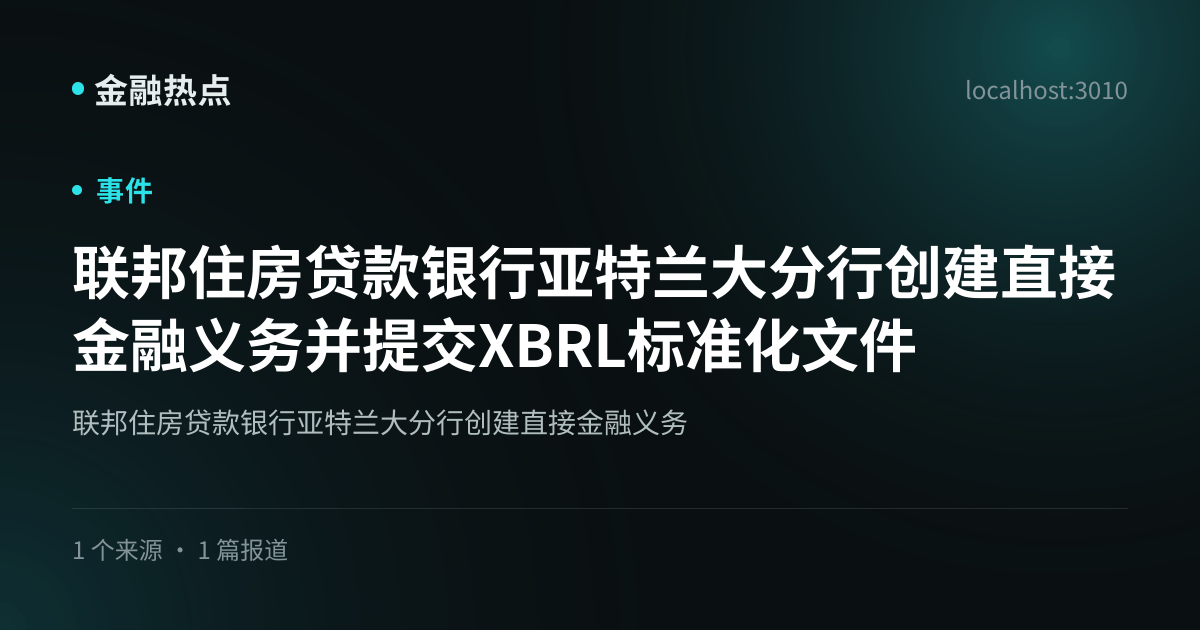 金融热点
localhost:3010
事件
联邦住房贷款银行亚特兰大分行创建直接
金融义务并提交XBRL标准化文件
联邦住房贷款银行亚特兰大分行创建直接金融义务
1 个来源 · 1 篇报道